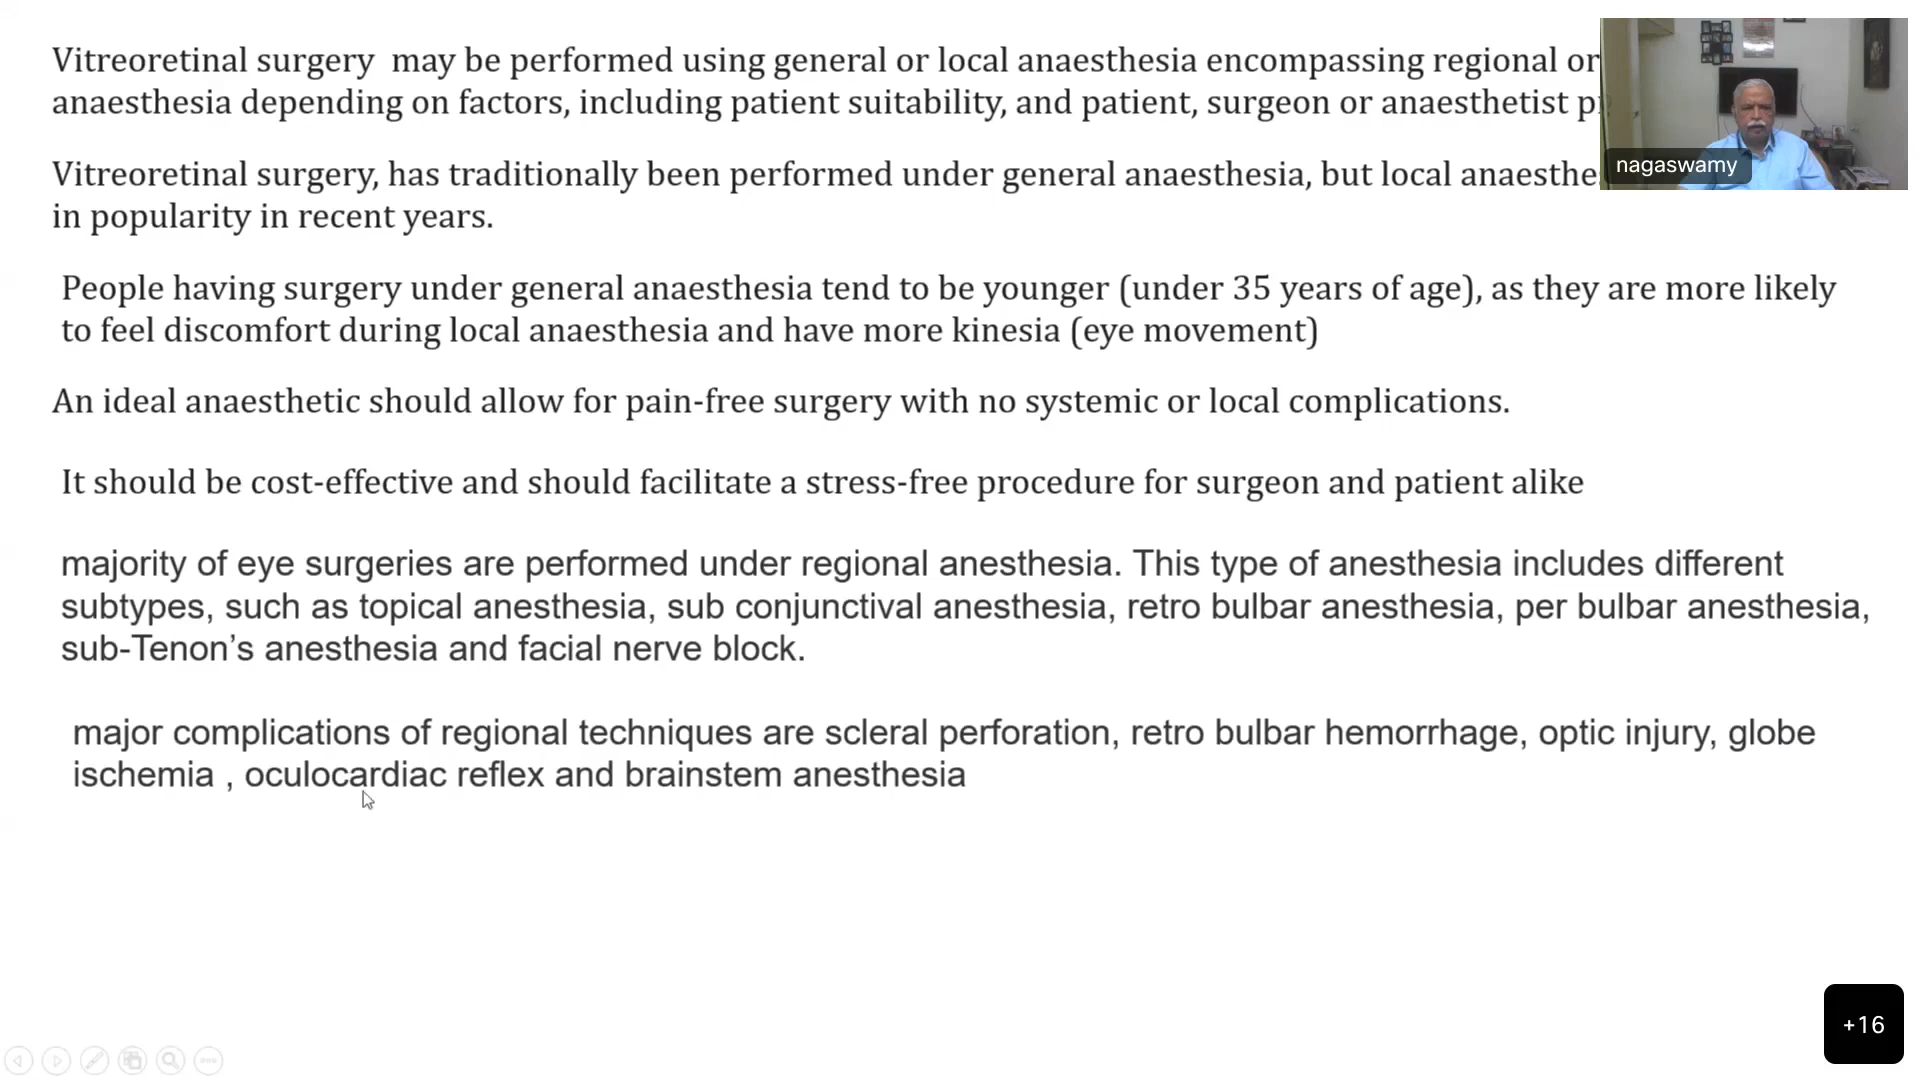 Vitreoretinal surgery may be performed using general or local anaesthesia encompassing regional or
anaesthesia depending on factors, including patient suitability, and patient, surgeon or anaesthetist
Vitreoretinal surgery, has traditionally been performed under general anaesthesia, but local
in popularity in recent years.
nagaswamy
People having surgery under general anaesthesia tend to be younger (under 35 years of age), as they are more likely
to feel discomfort during local anaesthesia and have more kinesia (eye movement)
An ideal anaesthetic should allow for pain-free surgery with no systemic or local complications.
It should be cost-effective and should facilitate a stress-free procedure for surgeon and patient alike
majority of eye surgeries are performed under regional anesthesia. This type of anesthesia includes different
subtypes, such as topical anesthesia, sub conjunctival anesthesia, retro bulbar anesthesia, per bulbar anesthesia,
sub-Tenon’s anesthesia and facial nerve block.
major complications of regional techniques are scleral perforation, retro bulbar hemorrhage, optic injury, globe
ischemia , oculocardiac reflex and brainstem anesthesia
+16